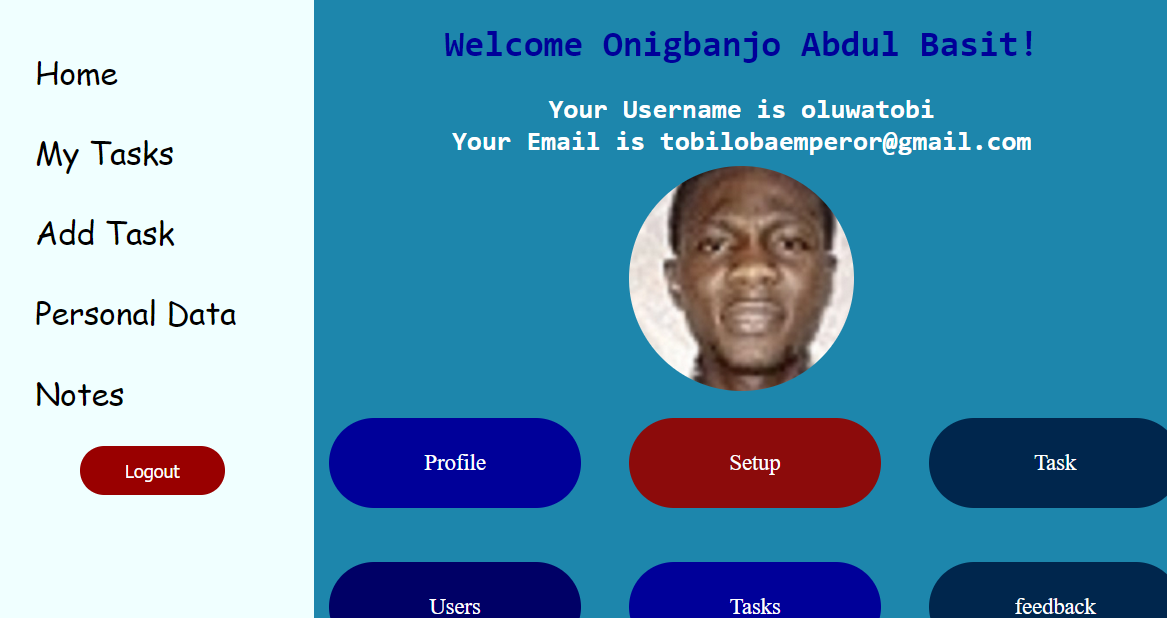 Home
My Tasks
Add Task
Personal Data
Notes
Logout
Welcome Onigbanjo Abdul Basit!
Your Username is oluwatobi
Your Email is tobilobaemperor@gmail.com
Profile
Setup
Task
Users
Tasks
feedback